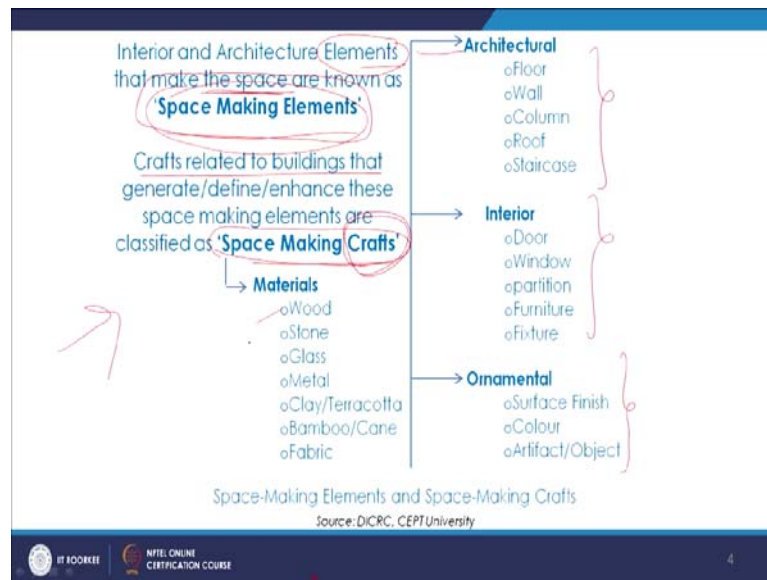 Interior and Architecture Elements
that make the space are known as
'Space Making Elements'
Crafts related to buildings that
generate/define/enhance these
space making elements are
classified as 'Space Making Crafts'
Materials
oWood
oStone
oGlass
oMetal
oClay/Terracotta
oBamboo/Cane
oFabric
Architectural
oFloor
oWall
oColumn
oRoof
oStaircase
Interior
oDoor
oWindow
opartition
oFurniture
oFixture
Ornamental
oSurface Finish
oColour
oArtifact/Object
Space-Making Elements and Space-Making Crafts
Source: DICRC, CEPT University
IIT ROORKEE
NPTEL ONLINE
CERTIFICATION COURSE
4